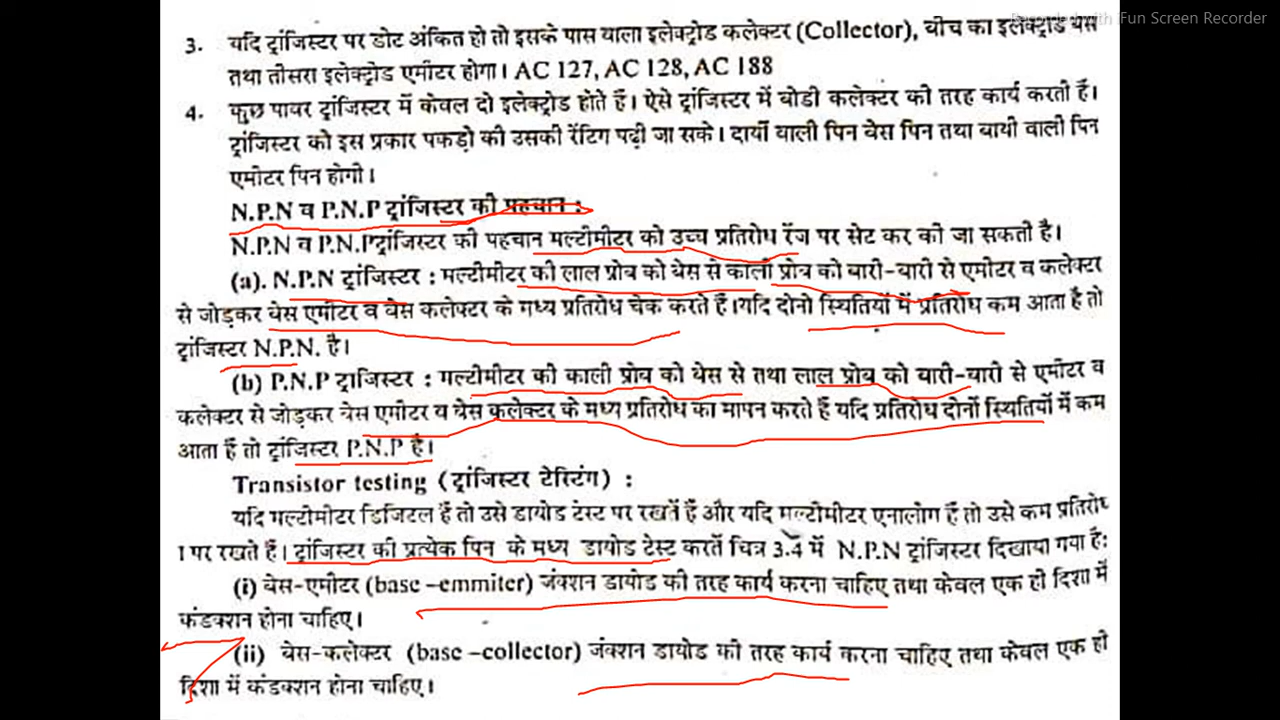 Recorded with iFun Screen Recorder
3. यदि ट्रांजिस्टर पर डोट अंकित हो तो इसके पास वाला इलेक्ट्रोड कलेक्टर (Collector), बीच का इलेक्ट्रोड बेस
तथा तीसरा इलेक्ट्रोड एमीटर होगा। AC 127, AC 128, AC 188
4. कुछ पावर ट्रांजिस्टर में केवल दो इलेक्ट्रोड होते हैं। ऐसे ट्रांजिस्टर में बोडी कलेक्टर की तरह कार्य करती हैं।
ट्रांजिस्टर को इस प्रकार पकड़ो की उसकी रेंटिग पढ़ी जा सके। दायीं वाली पिन बेस पिन तथा बायी वाली पिन
एमीटर पिन होगी।
N.P.N व P.N.P ट्रांजिस्टर की पहचान :
N.P.N व P.N.Pट्रांजिस्टर की पहचान मल्टीमीटर को उच्च प्रतिरोध रेंज पर सेट कर की जा सकती है।
(a). N.P.N ट्रांजिस्टर : मल्टीमीटर की लाल प्रोव को बेस से काली प्रोव को बारी-बारी से एमीटर व कलेक्टर
से जोड़कर बेस एमीटर व बेस कलेक्टर के मध्य प्रतिरोध चेक करते हैं।यदि दोनो स्थितियों में प्रतिरोध कम आता है तो
ट्रांजिस्टर N.P.N. है।
(b) P.N.P ट्राजिस्टर : मल्टीमीटर की काली प्रोव को बेस से तथा लाल प्रोव को बारी-बारी से एमीटर व
कलेक्टर से जोड़कर बेस एमीटर व बेस कलेक्टर के मध्य प्रतिरोध का मापन करते हैं यदि प्रतिरोध दोनों स्थितियों में कम
आता हैं तो ट्रांजिस्टर P.N.P है।
Transistor testing (ट्रांजिस्टर टेस्टिंग) :
यदि मल्टीमीटर डिजिटल हैं तो उसे डायोड टेस्ट पर रखतें हैं और यदि मल्टीमीटर एनालोग हैं तो उसे कम प्रतिरोध
1 पर रखते हैं। ट्रांजिस्टर की प्रत्येक पिन के मध्य डायोड टेस्ट करतें चित्र 3.4 में N.P.N ट्रांजिस्टर दिखाया गया हैः
(i) बेस-एमीटर (base –emmiter) जंक्शन डायोड की तरह कार्य करना चाहिए तथा केवल एक ही दिशा में
कंडक्शन होना चाहिए।
(ii) बेस-कलेक्टर (base –collector) जंक्शन डायोड की तरह कार्य करना चाहिए तथा केवल एक ही
दिशा में कंडक्शन होना चाहिए।